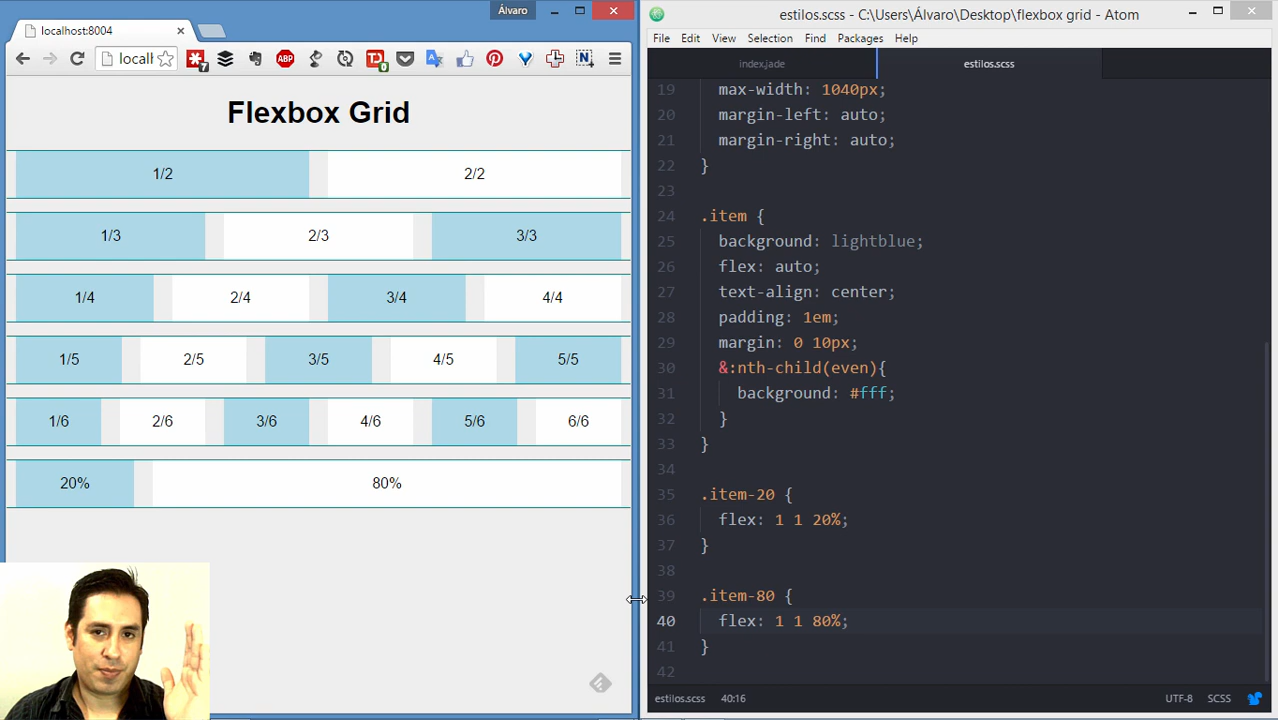 Álvaro
localhost:8004
localh
7
ABP
0
N
Flexbox Grid
1/2 2/2
1/3 2/3 3/3
1/4 2/4 3/4 4/4
1/5 2/5 3/5 4/5 5/5
1/6 2/6 3/6 4/6 5/6 6/6
20% 80%
estilos.scss - C:\Users\Álvaro\Desktop\flexbox grid - Atom
File Edit View Selection Find Packages Help
index.jade estilos.scss
19 max-width: 1040px;
20 margin-left: auto;
21 margin-right: auto;
22 }
23
24 .item {
25 background: lightblue;
26 flex: auto;
27 text-align: center;
28 padding: 1em;
29 margin: 0 10px;
30 &:nth-child(even){
31 background: #fff;
32 }
33 }
34
35 .item-20 {
36 flex: 1 1 20%;
37 }
38
39 .item-80 {
40 flex: 1 1 80%;
41 }
42
estilos.scss 40:16 UTF-8 SCSS